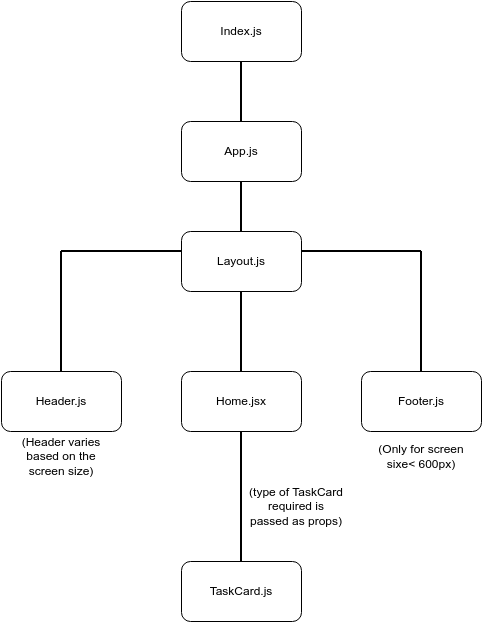 Index.js
App.js
Layout.js
Header.js
Home.jsx
Footer.js
(Header varies
based on the
screen size)
(Only for screen
sixe< 600px)
(type of TaskCard
required is
passed as props)
TaskCard.js